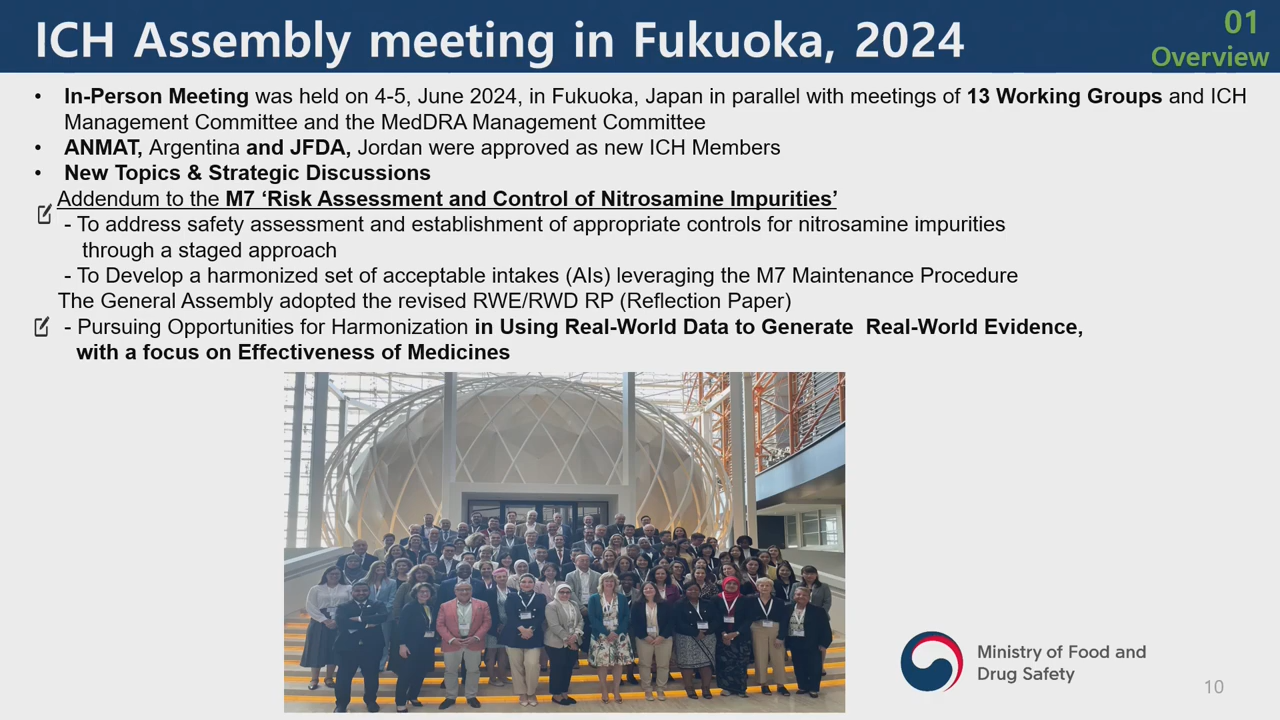 ICH Assembly meeting in Fukuoka, 2024
01
Overview
• In-Person Meeting was held on 4-5, June 2024, in Fukuoka, Japan in parallel with meetings of 13 Working Groups and ICH
Management Committee and the MedDRA Management Committee
• ANMAT, Argentina and JFDA, Jordan were approved as new ICH Members
• New Topics & Strategic Discussions
Addendum to the M7 ‘Risk Assessment and Control of Nitrosamine Impurities’
- To address safety assessment and establishment of appropriate controls for nitrosamine impurities
through a staged approach
- To Develop a harmonized set of acceptable intakes (AIs) leveraging the M7 Maintenance Procedure
The General Assembly adopted the revised RWE/RWD RP (Reflection Paper)
- Pursuing Opportunities for Harmonization in Using Real-World Data to Generate Real-World Evidence,
with a focus on Effectiveness of Medicines
Ministry of Food and
Drug Safety
10